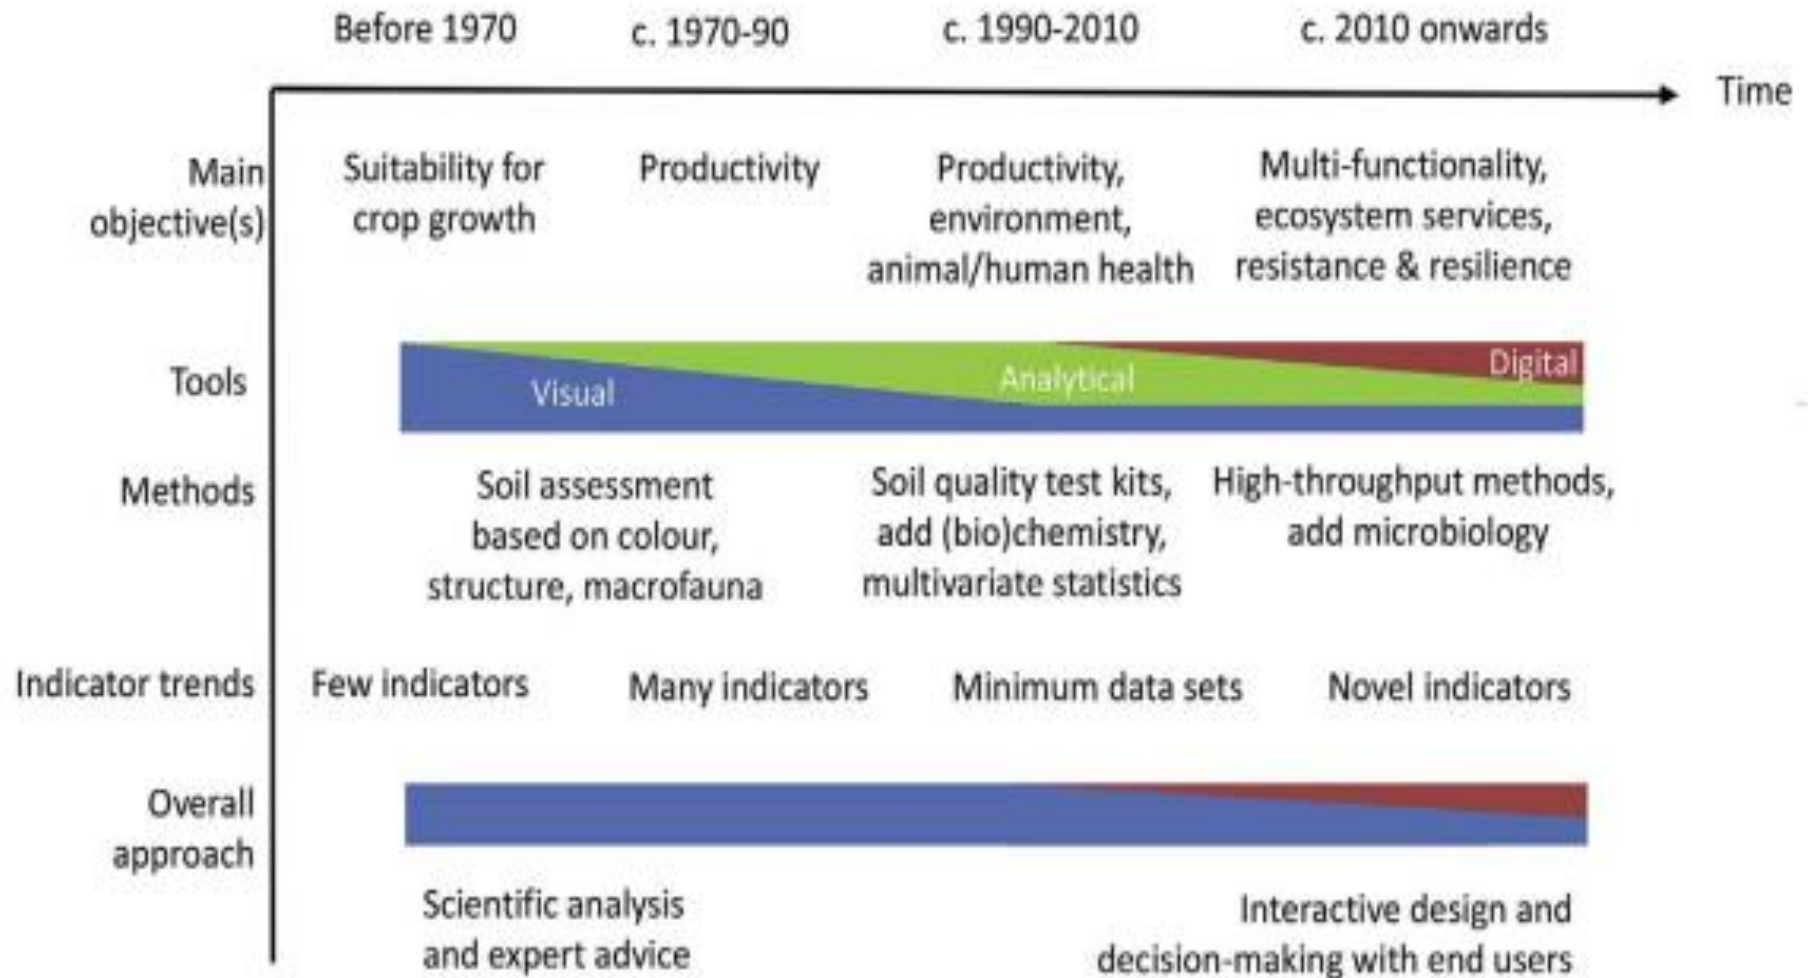 Before 1970 c. 1970-90 c. 1990-2010 c. 2010 onwards
Time
Main objective(s)
Suitability for
crop growth
Productivity
Productivity,
environment,
animal/human health
Multi-functionality,
ecosystem services,
resistance & resilience
Tools
Visual
Analytical
Digital
Methods
Soil assessment
based on colour,
structure, macrofauna
Soil quality test kits,
add (bio)chemistry,
multivariate statistics
High-throughput methods,
add microbiology
Indicator trends
Few indicators
Many indicators
Minimum data sets
Novel indicators
Overall
approach
Scientific analysis
and expert advice
Interactive design and
decision-making with end users